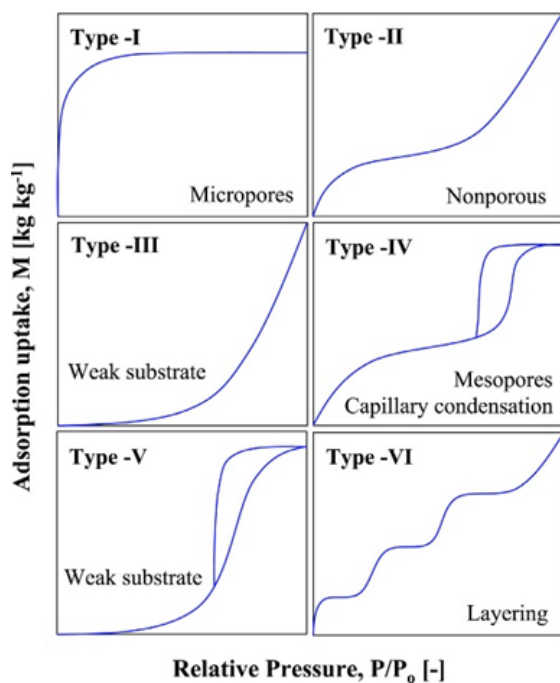 Adsorption uptake, M [kg kg⁻¹]
Type -I
Micropores
Type -II
Nonporous
Type -III
Weak substrate
Type -IV
Mesopores
Capillary condensation
Type -V
Weak substrate
Type -VI
Layering
Relative Pressure, P/Pₒ [-]